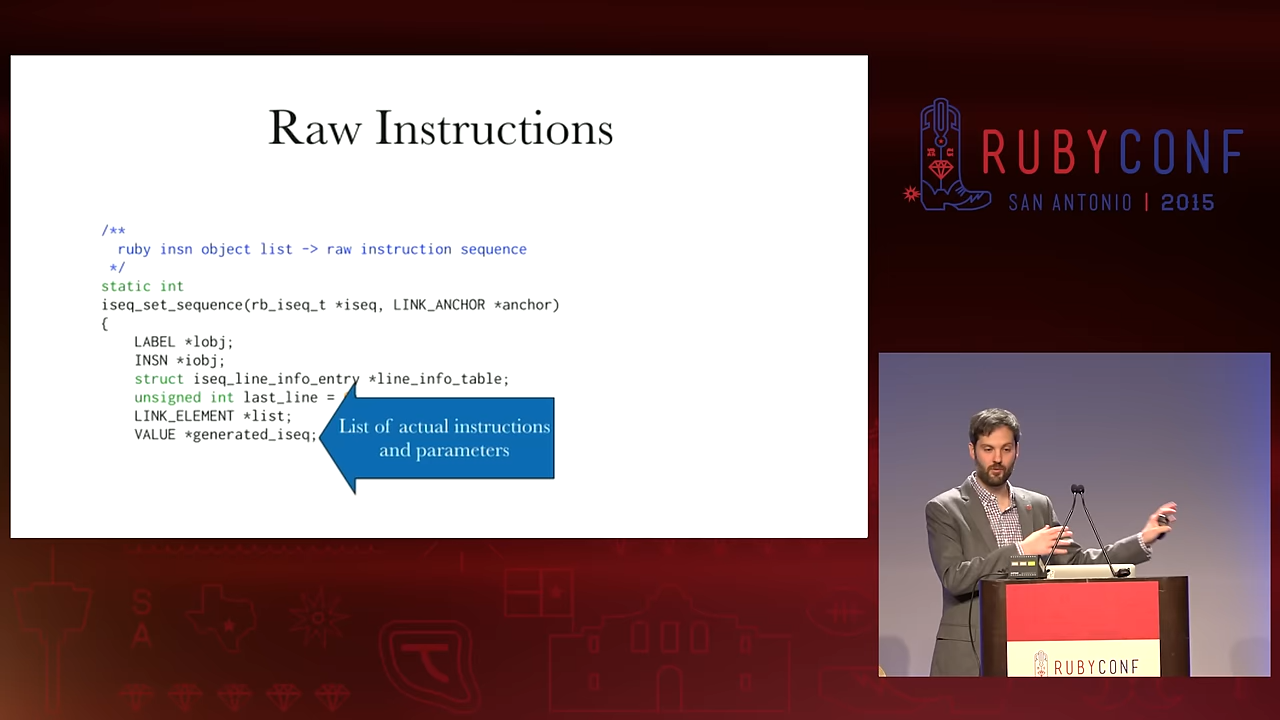 Raw Instructions
/**
ruby insn object list -> raw instruction sequence
*/
static int
iseq_set_sequence(rb_iseq_t *iseq, LINK_ANCHOR *anchor)
{
LABEL *lobj;
INSN *iobj;
struct iseq_line_info_entry *line_info_table;
unsigned int last_line =
LINK_ELEMENT *list;
VALUE *generated_iseq;
List of actual instructions
and parameters
RUBYCONF
SAN ANTONIO | 2015
RUBYCONF
S
A